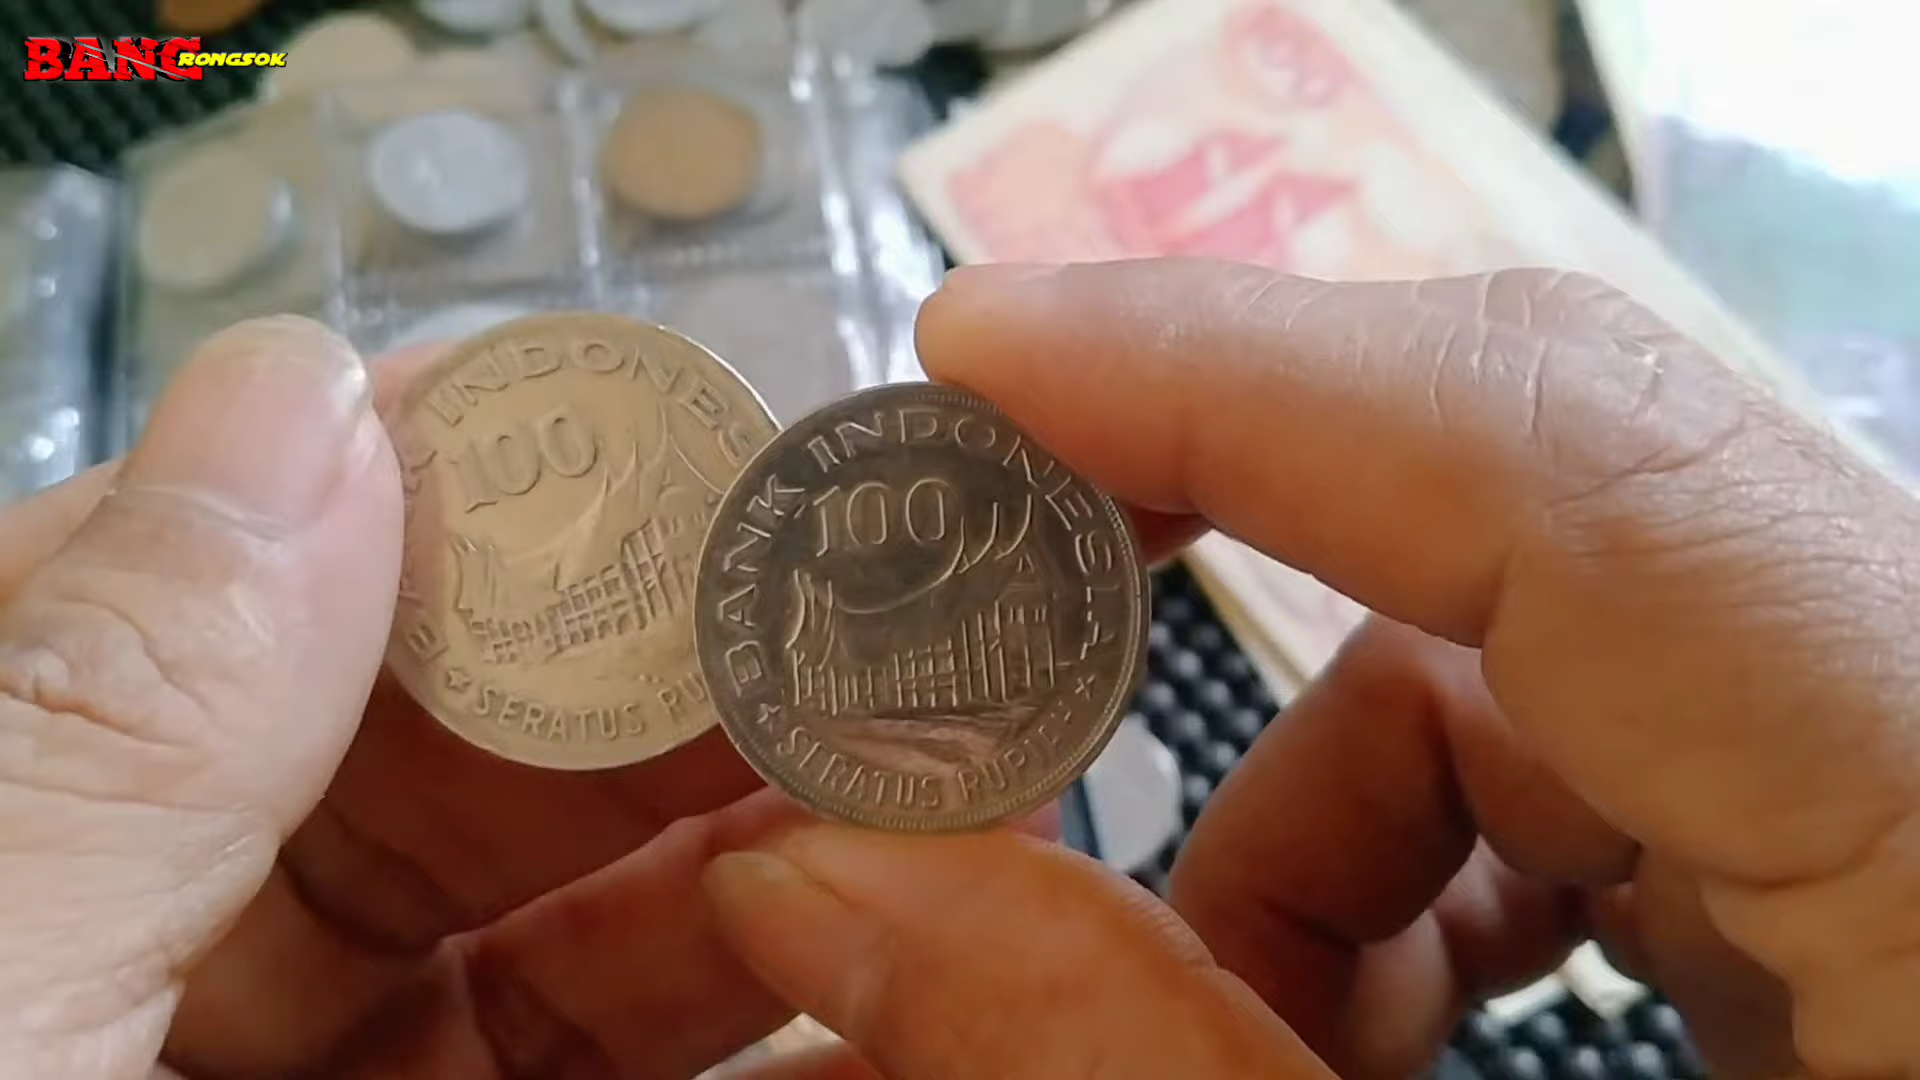 BANG
RONGSOK
INDONES
100
SERATUS RU
BANK INDONESIA
100
SERATUS RUPIAH